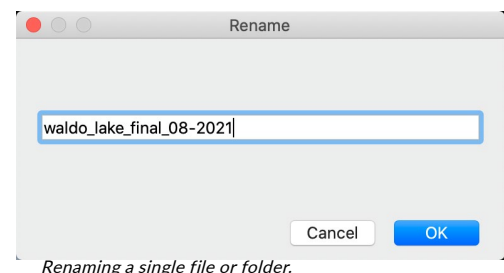 Rename
waldo_lake_final_08-2021
Cancel OK
Renaming a single file or folder.